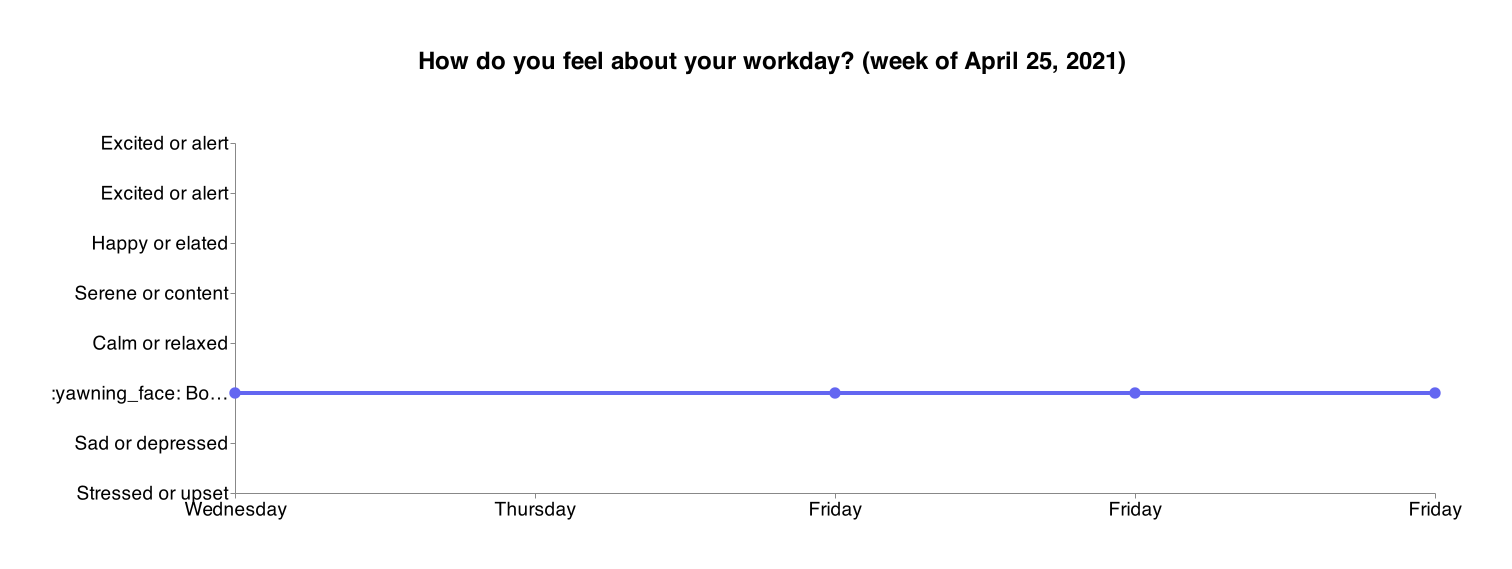 How do you feel about your workday? (week of April 25, 2021)
Excited or alert
Excited or alert
Happy or elated
Serene or content
Calm or relaxed
:yawning_face: Bo…
Sad or depressed
Stressed or upset
Wednesday Thursday Friday Friday Friday